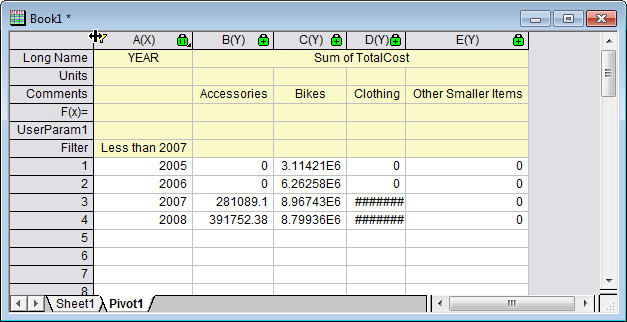 Book1 *
A(X) B(Y) C(Y) D(Y) E(Y)
Long Name YEAR Sum of TotalCost
Units
Comments Accessories Bikes Clothing Other Smaller Items
F(x)=
UserParam1
Filter Less than 2007
1 2005 0 3.11421E6 0 0
2 2006 0 6.26258E6 0 0
3 2007 281089.1 8.96743E6 ####### 0
4 2008 391752.38 8.79936E6 ####### 0
5
6
7
8
Sheet1 Pivot1